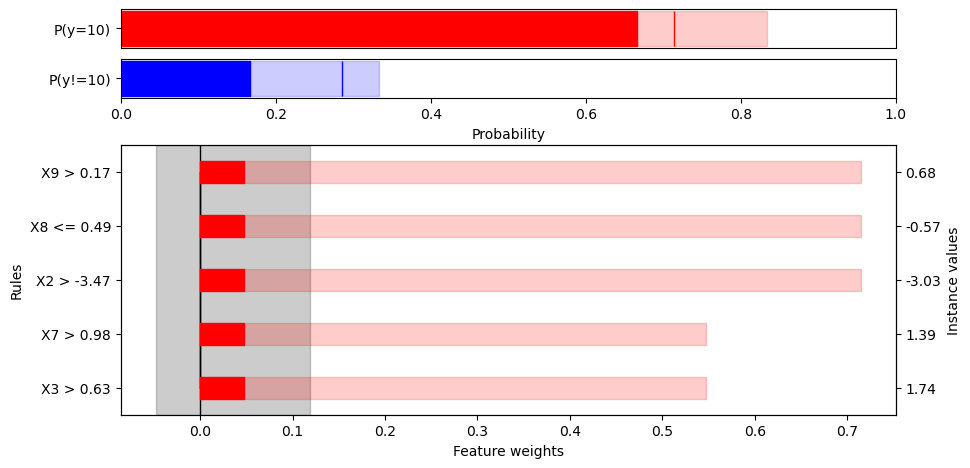 P(y=10)
P(y!=10)
0.0 0.2 0.4 0.6 0.8 1.0
Probability
X9 > 0.17 0.68
X8 <= 0.49 -0.57
X2 > -3.47 -3.03
X7 > 0.98 1.39
X3 > 0.63 1.74
Rules
Instance values
0.0 0.1 0.2 0.3 0.4 0.5 0.6 0.7
Feature weights